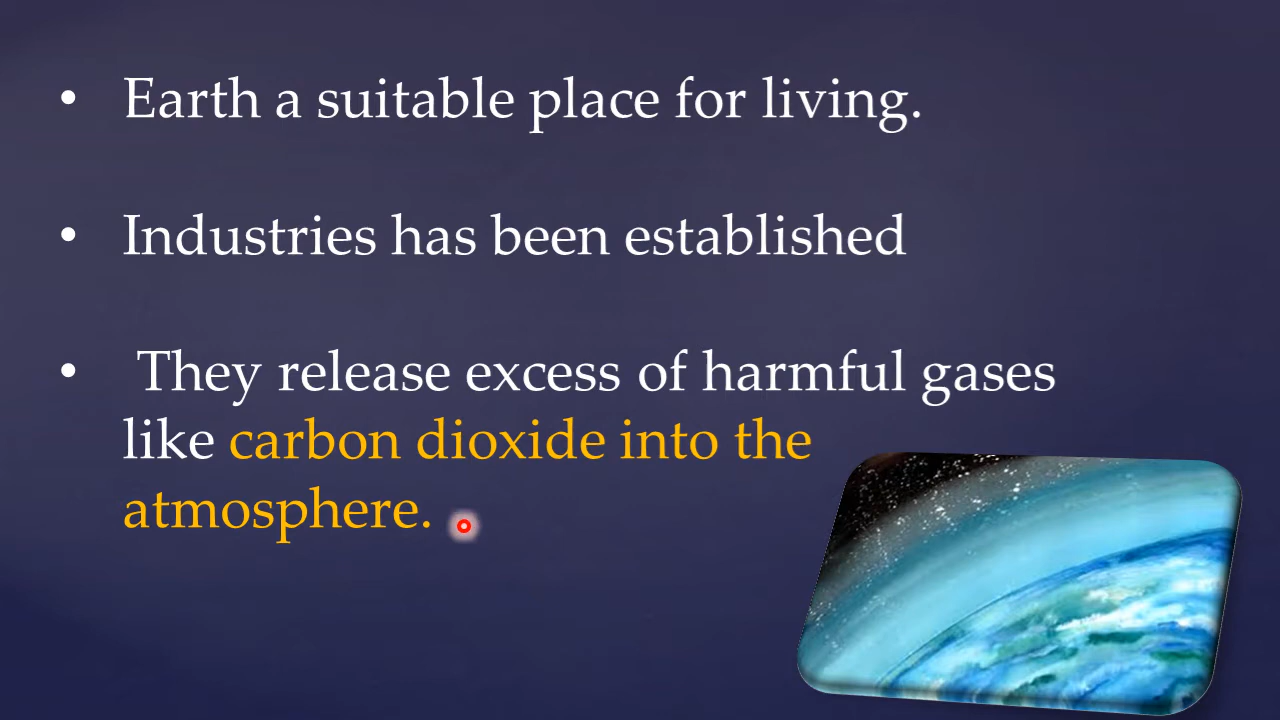 • Earth a suitable place for living.
• Industries has been established
• They release excess of harmful gases
like carbon dioxide into the
atmosphere.